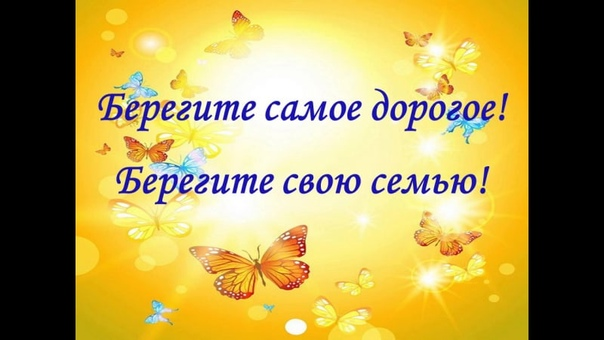 Берегите самое дорогое!
Берегите свою семью!